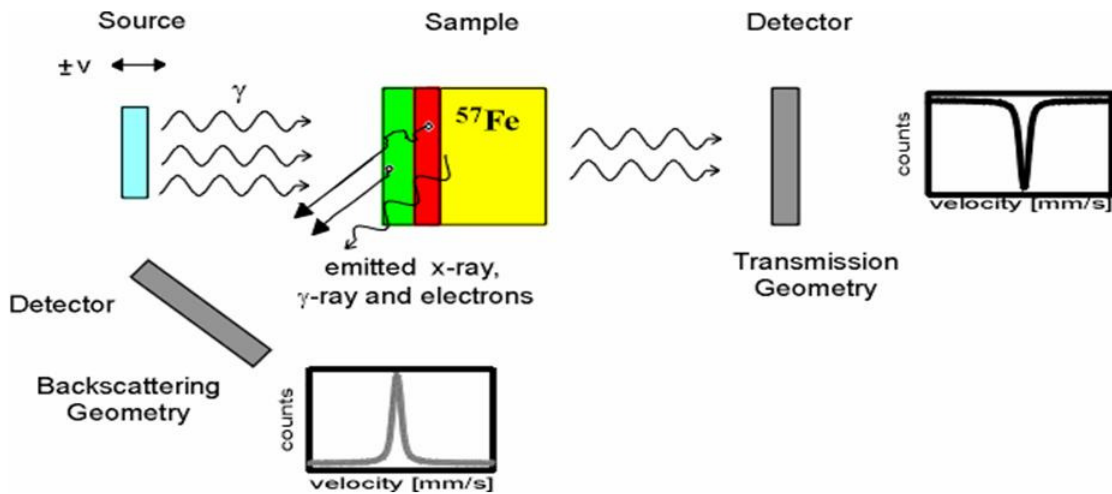 Source
Sample
Detector
±v
γ
⁵⁷Fe
counts
velocity [mm/s]
emitted x-ray,
γ-ray and electrons
Transmission
Geometry
Detector
Backscattering
Geometry
counts
velocity [mm/s]